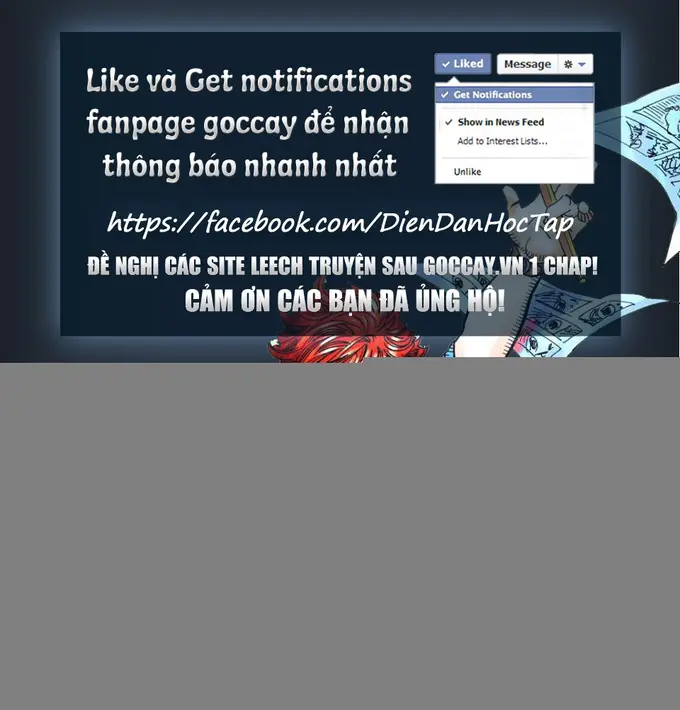 Like và Get notifications
fanpage goccay để nhận
thông báo nhanh nhất
Liked
Message
Get Notifications
Show in News Feed
Add to Interest Lists...
Unlike
https://facebook.com/DienDanHocTap
ĐỀ NGHỊ CÁC SITE LEECH TRUYỆN SAU GOCCAY.VN 1 CHAP!
CẢM ƠN CÁC BẠN ĐÃ ỦNG HỘ!